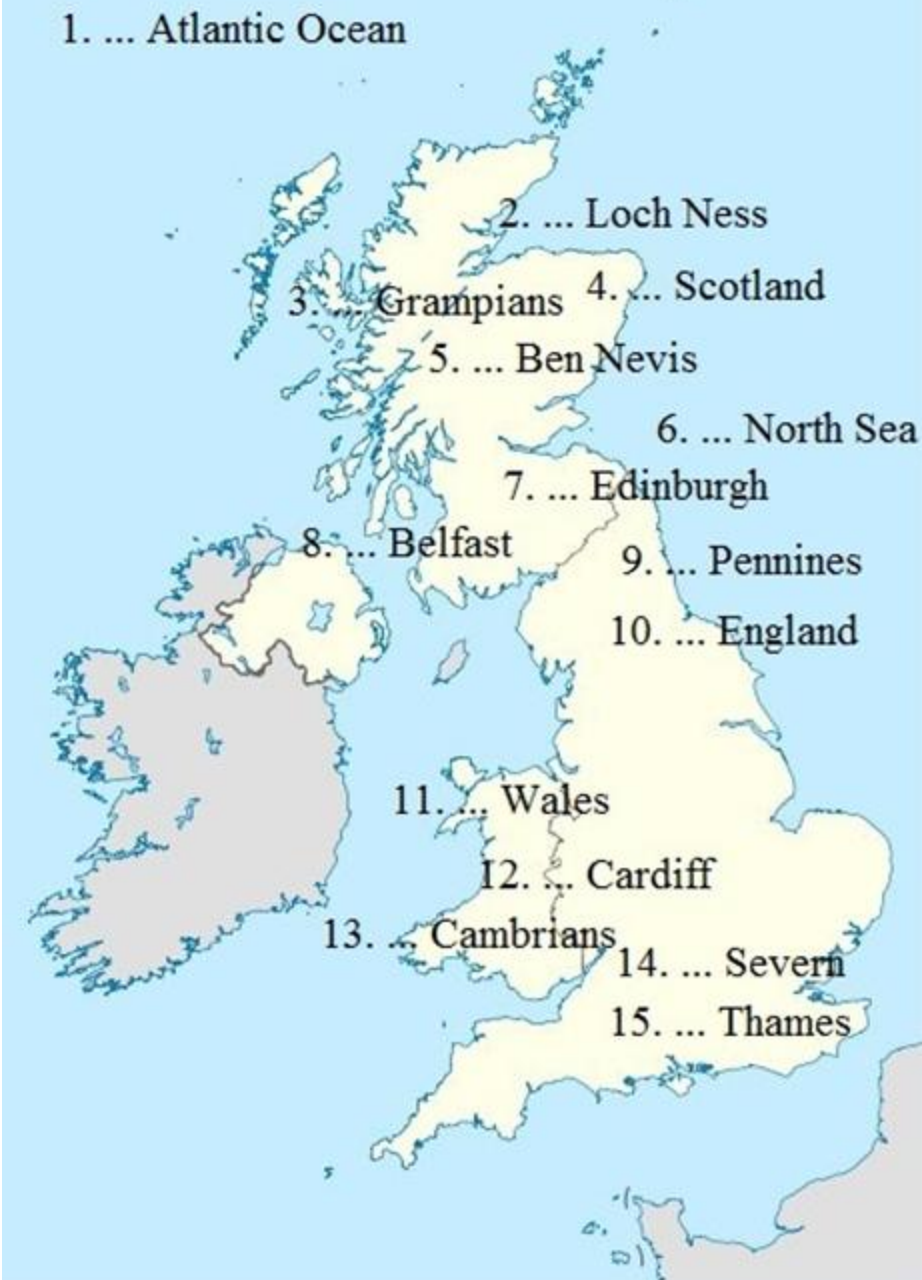 1. ... Atlantic Ocean
2. ... Loch Ness
3. ... Grampians
4. ... Scotland
5. ... Ben Nevis
6. ... North Sea
7. ... Edinburgh
8. ... Belfast
9. ... Pennines
10. ... England
11. ... Wales
12. ... Cardiff
13. ... Cambrians
14. ... Severn
15. ... Thames